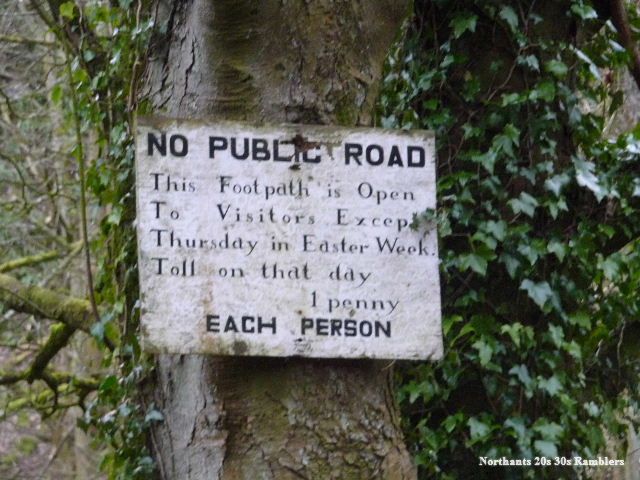 NO PUBLIC ROAD
This Footpath is Open
To Visitors Except
Thursday in Easter Week.
Toll on that day
1 penny
EACH PERSON
Northants 20s 30s Ramblers